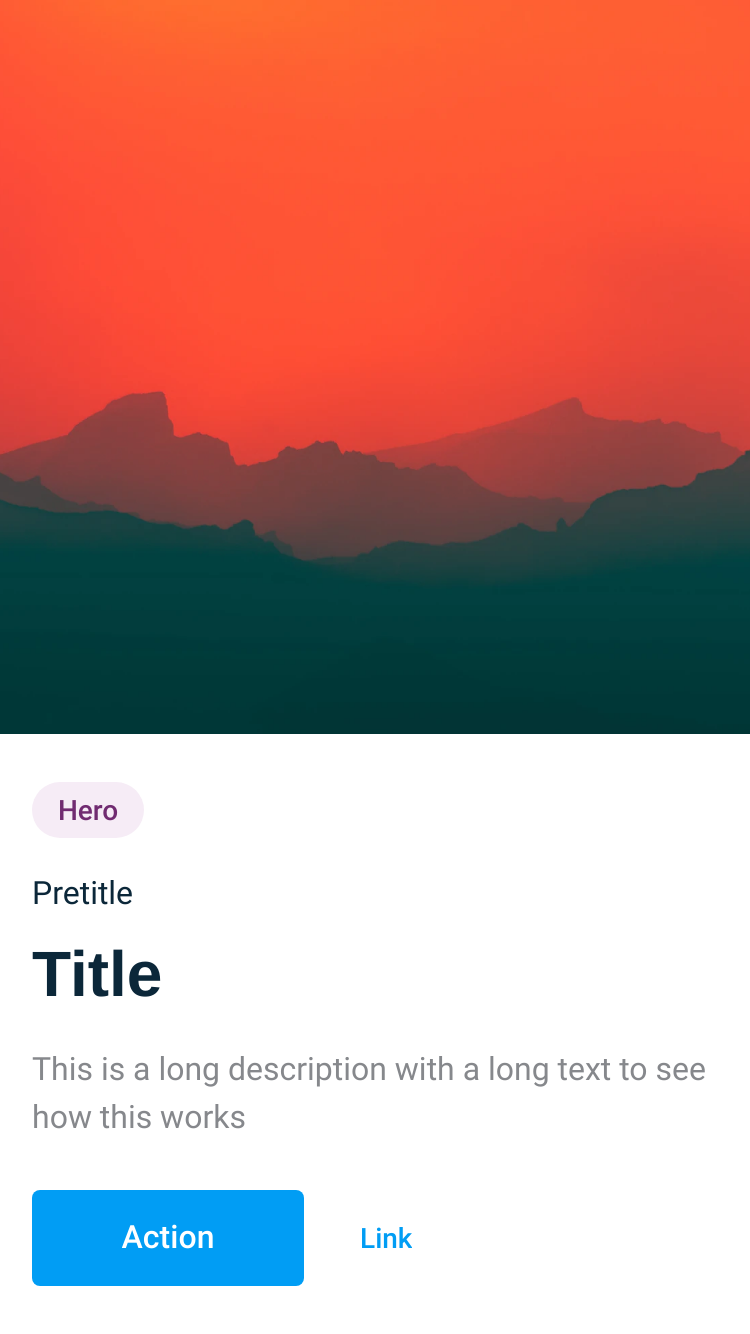 Hero
Pretitle
Title
This is a long description with a long text to see
how this works
Action
Link